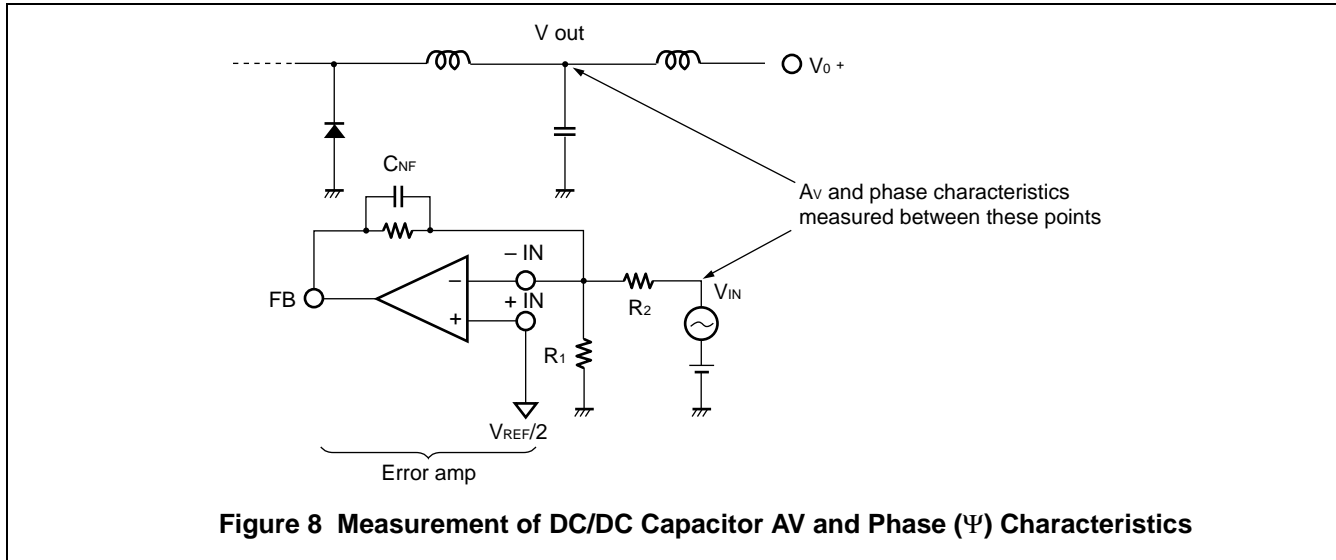 V out
V0 +
CNF
AV and phase characteristics
measured between these points
– IN
VIN
FB
+ IN
R2
R1
VREF/2
Error amp
Figure 8 Measurement of DC/DC Capacitor AV and Phase (Ψ) Characteristics